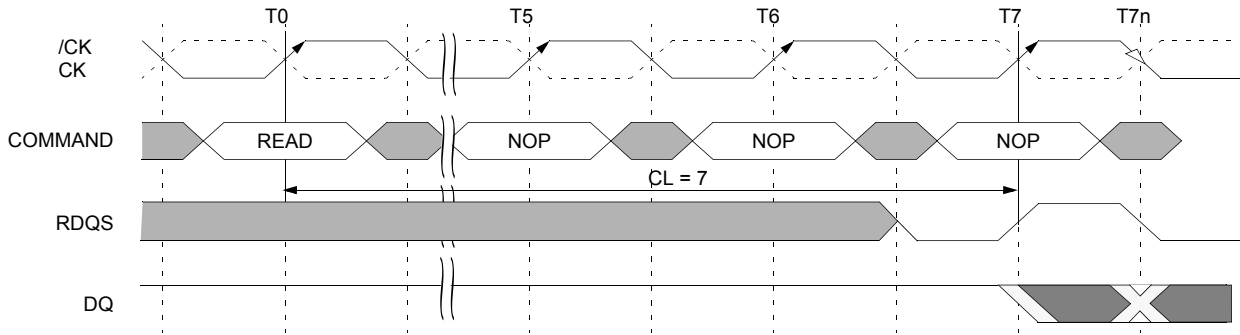 T0 T5 T6 T7 T7n
/CK
CK
COMMAND READ NOP NOP NOP
CL = 7
RDQS
DQ